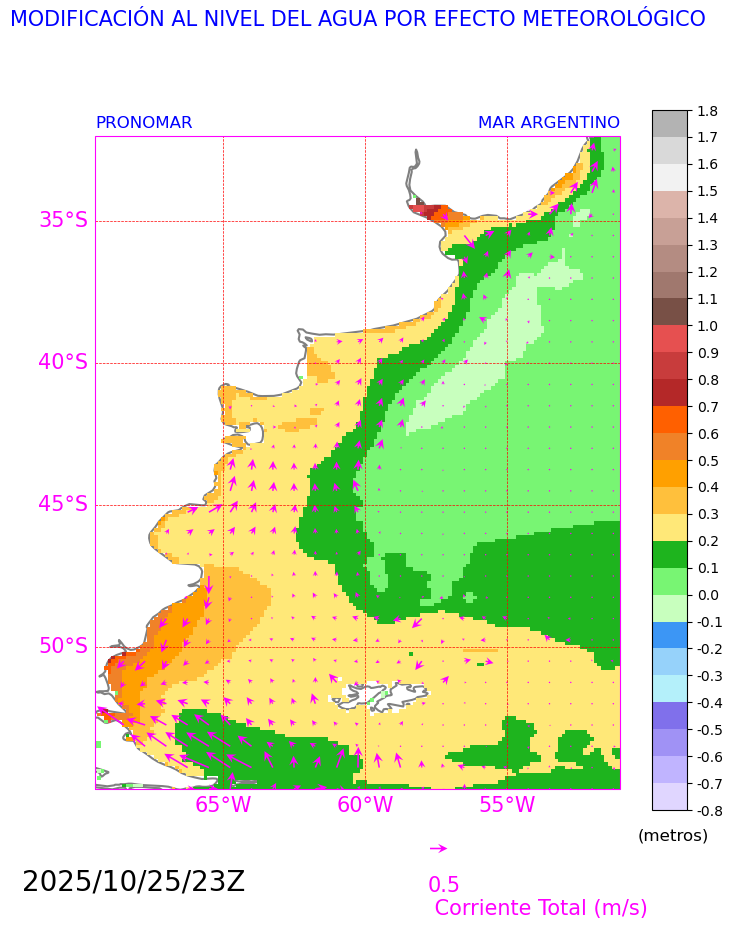 MODIFICACIÓN AL NIVEL DEL AGUA POR EFECTO METEOROLÓGICO
PRONOMAR MAR ARGENTINO
35°S
40°S
45°S
50°S
65°W 60°W 55°W
1.8
1.7
1.6
1.5
1.4
1.3
1.2
1.1
1.0
0.9
0.8
0.7
0.6
0.5
0.4
0.3
0.2
0.1
0.0
-0.1
-0.2
-0.3
-0.4
-0.5
-0.6
-0.7
-0.8
(metros)
2025/10/25/23Z
0.5
Corriente Total (m/s)